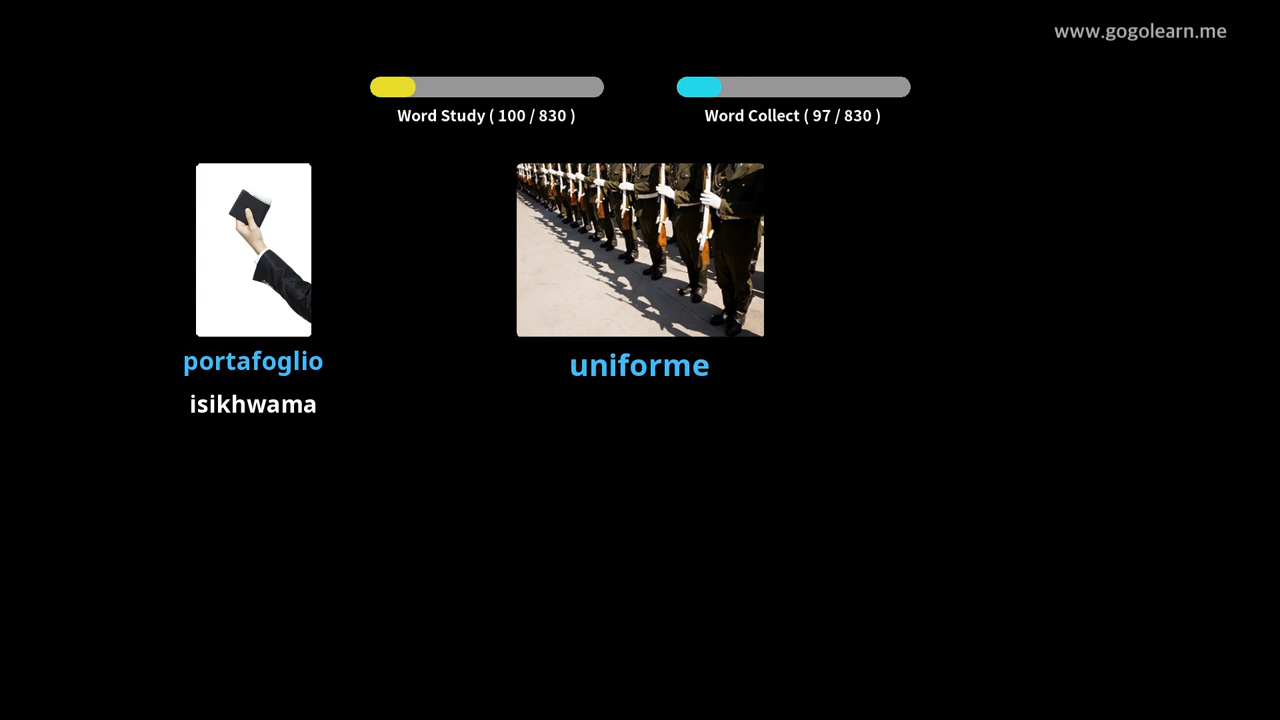 www.gogolearn.me
Word Study ( 100 / 830 )
Word Collect ( 97 / 830 )
portafoglio
uniforme
isikhwama